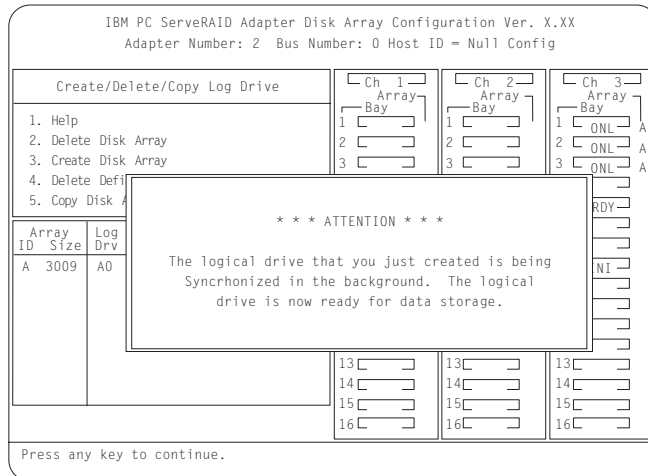 IBM PC ServeRAID Adapter Disk Array Configuration Ver. X.XX
Adapter Number: 2 Bus Number: 0 Host ID = Null Config
Create/Delete/Copy Log Drive
1. Help
2. Delete Disk Array
3. Create Disk Array
4. Delete Defi
5. Copy Disk A
Array Log
ID Size Drv
A 3009 A0
Ch 1
Array
Bay
1
2
3
13
14
15
16
Ch 2
Array
Bay
1
2
3
13
14
15
16
Ch 3
Array
Bay
1 ONL A
2 ONL A
3 ONL A
RDY
NI
13
14
15
16
* * * ATTENTION * * *
The logical drive that you just created is being
Syncrhonized in the background. The logical
drive is now ready for data storage.
Press any key to continue.